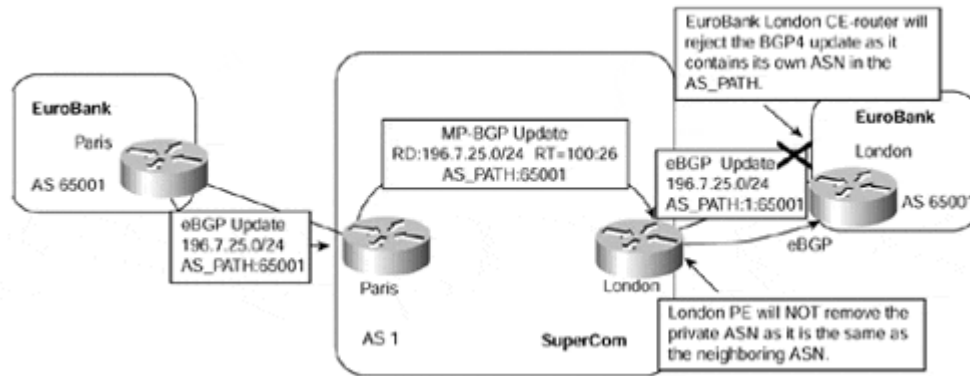 EuroBank London CE-router will
reject the BGP4 update as it
contains its own ASN in the
AS_PATH.
EuroBank
Paris
AS 65001
eBGP Update
196.7.25.0/24
AS_PATH:65001
MP-BGP Update
RD:196.7.25.0/24 RT=100:26
AS_PATH:65001
Paris
AS 1
SuperCom
London
eBGP Update
196.7.25.0/24
AS_PATH:1:65001
eBGP
EuroBank
London
AS 65001
London PE will NOT remove the
private ASN as it is the same as
the neighboring ASN.